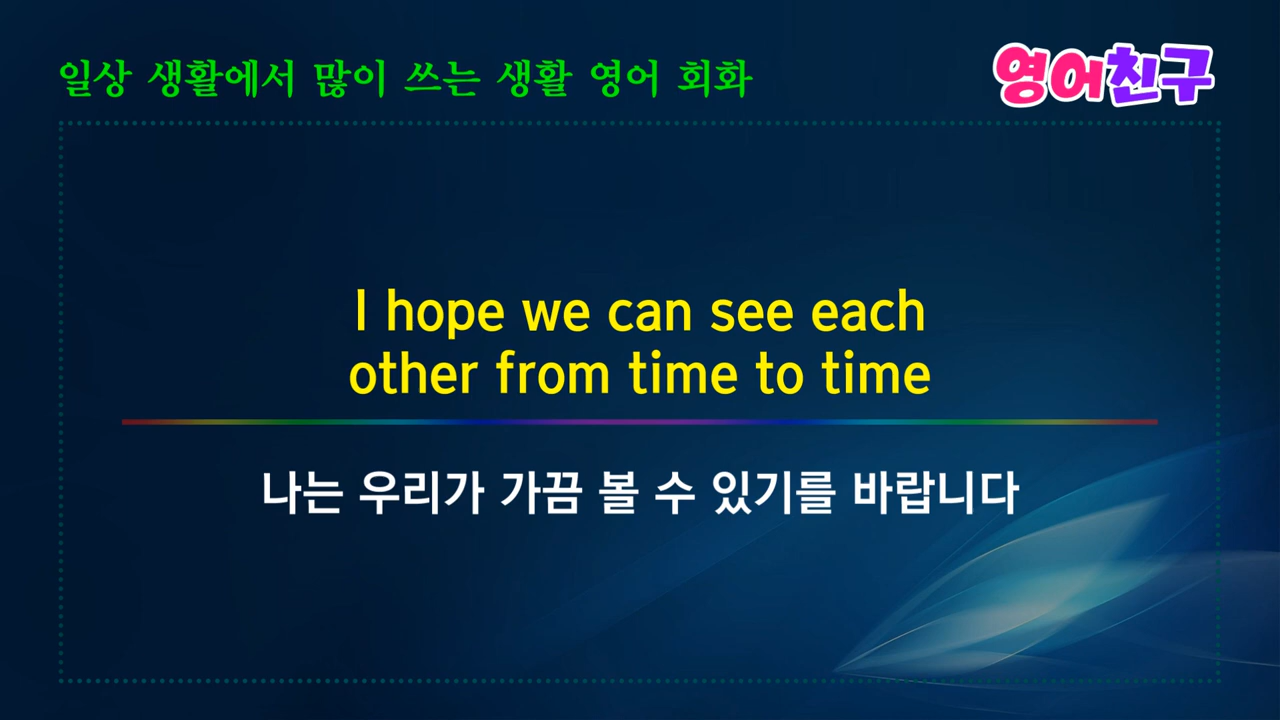 일상 생활에서 많이 쓰는 생활 영어 회화
영어친구
I hope we can see each
other from time to time
나는 우리가 가끔 볼 수 있기를 바랍니다